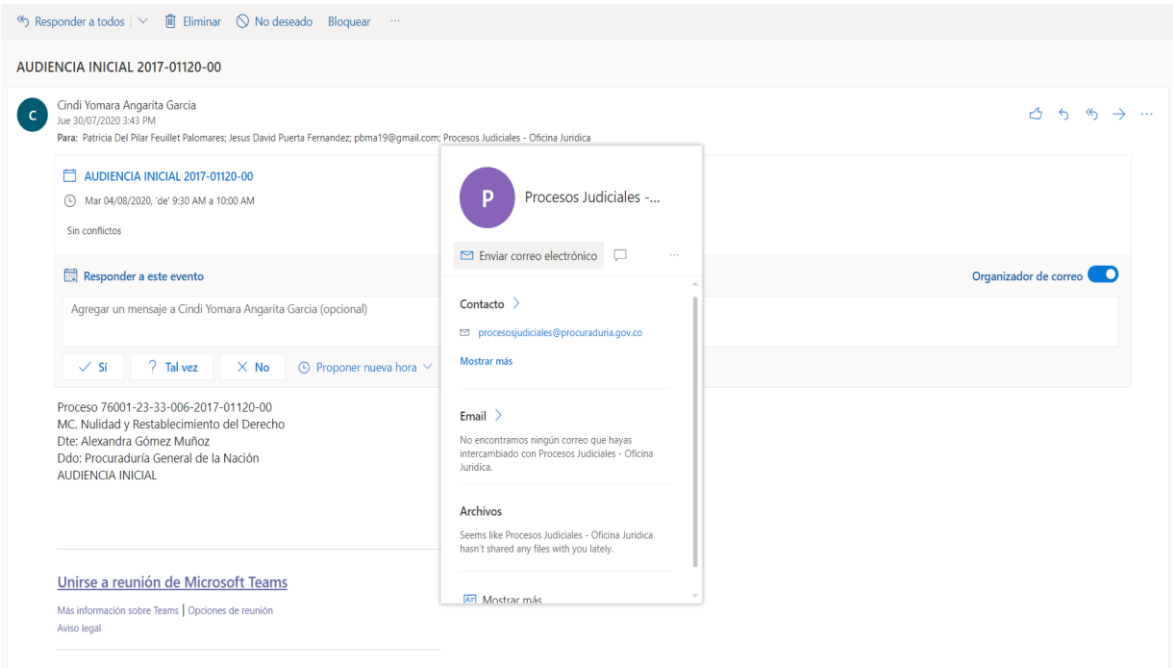 Responder a todos
Eliminar
No deseado
Bloquear
...
AUDIENCIA INICIAL 2017-01120-00
C
Cindi Yomara Angarita Garcia
Jue 30/07/2020 3:43 PM
Para: Patricia Del Pilar Feuillet Palomares; Jesus David Puerta Fernandez; pbma19@gmail.com; Procesos Judiciales - Oficina Juridica
AUDIENCIA INICIAL 2017-01120-00
Mar 04/08/2020, 'de' 9:30 AM a 10:00 AM
Sin conflictos
Responder a este evento
Organizador de correo
Agregar un mensaje a Cindi Yomara Angarita Garcia (opcional)
Sí
? Tal vez
No
Proponer nueva hora
Proceso 76001-23-33-006-2017-01120-00
MC. Nulidad y Restablecimiento del Derecho
Dte: Alexandra Gómez Muñoz
Ddo: Procuraduría General de la Nación
AUDIENCIA INICIAL
Unirse a reunión de Microsoft Teams
Más información sobre Teams | Opciones de reunión
Aviso legal
P
Procesos Judiciales -...
Enviar correo electrónico
...
Contacto
procesosjudiciales@procuraduria.gov.co
Mostrar más
Email
No encontramos ningún correo que hayas
intercambiado con Procesos Judiciales - Oficina
Juridica.
Archivos
Seems like Procesos Judiciales - Oficina Juridica
hasn't shared any files with you lately.
Mostrar más